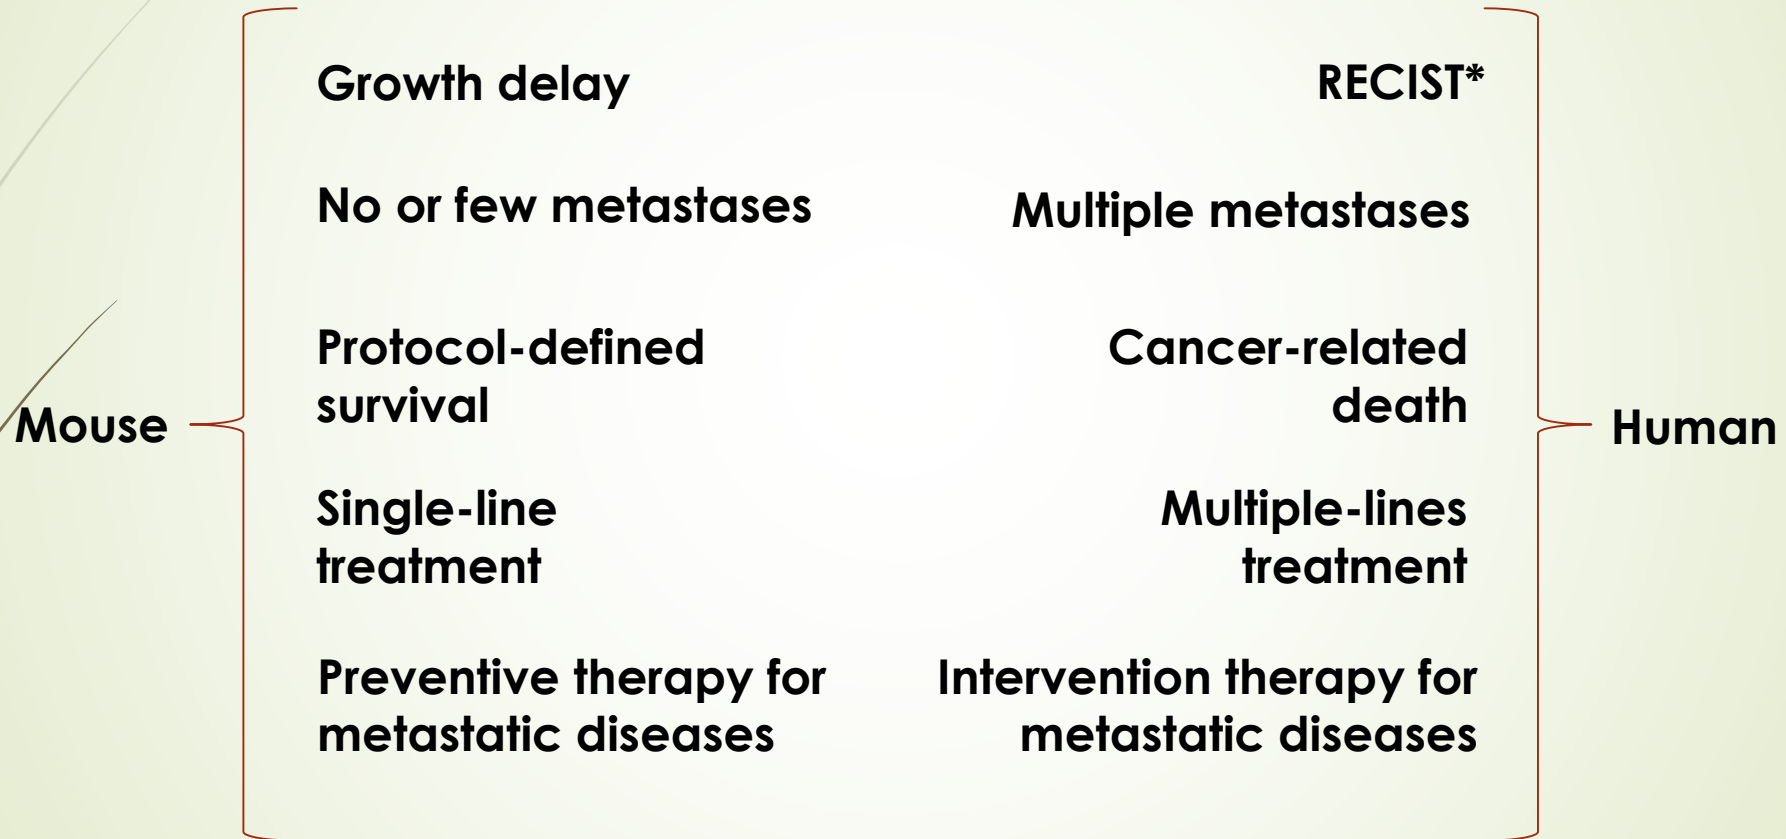 Growth delay
RECIST*
No or few metastases
Multiple metastases
Protocol-defined
survival
Cancer-related
death
Mouse
Human
Single-line
treatment
Multiple-lines
treatment
Preventive therapy for
metastatic diseases
Intervention therapy for
metastatic diseases